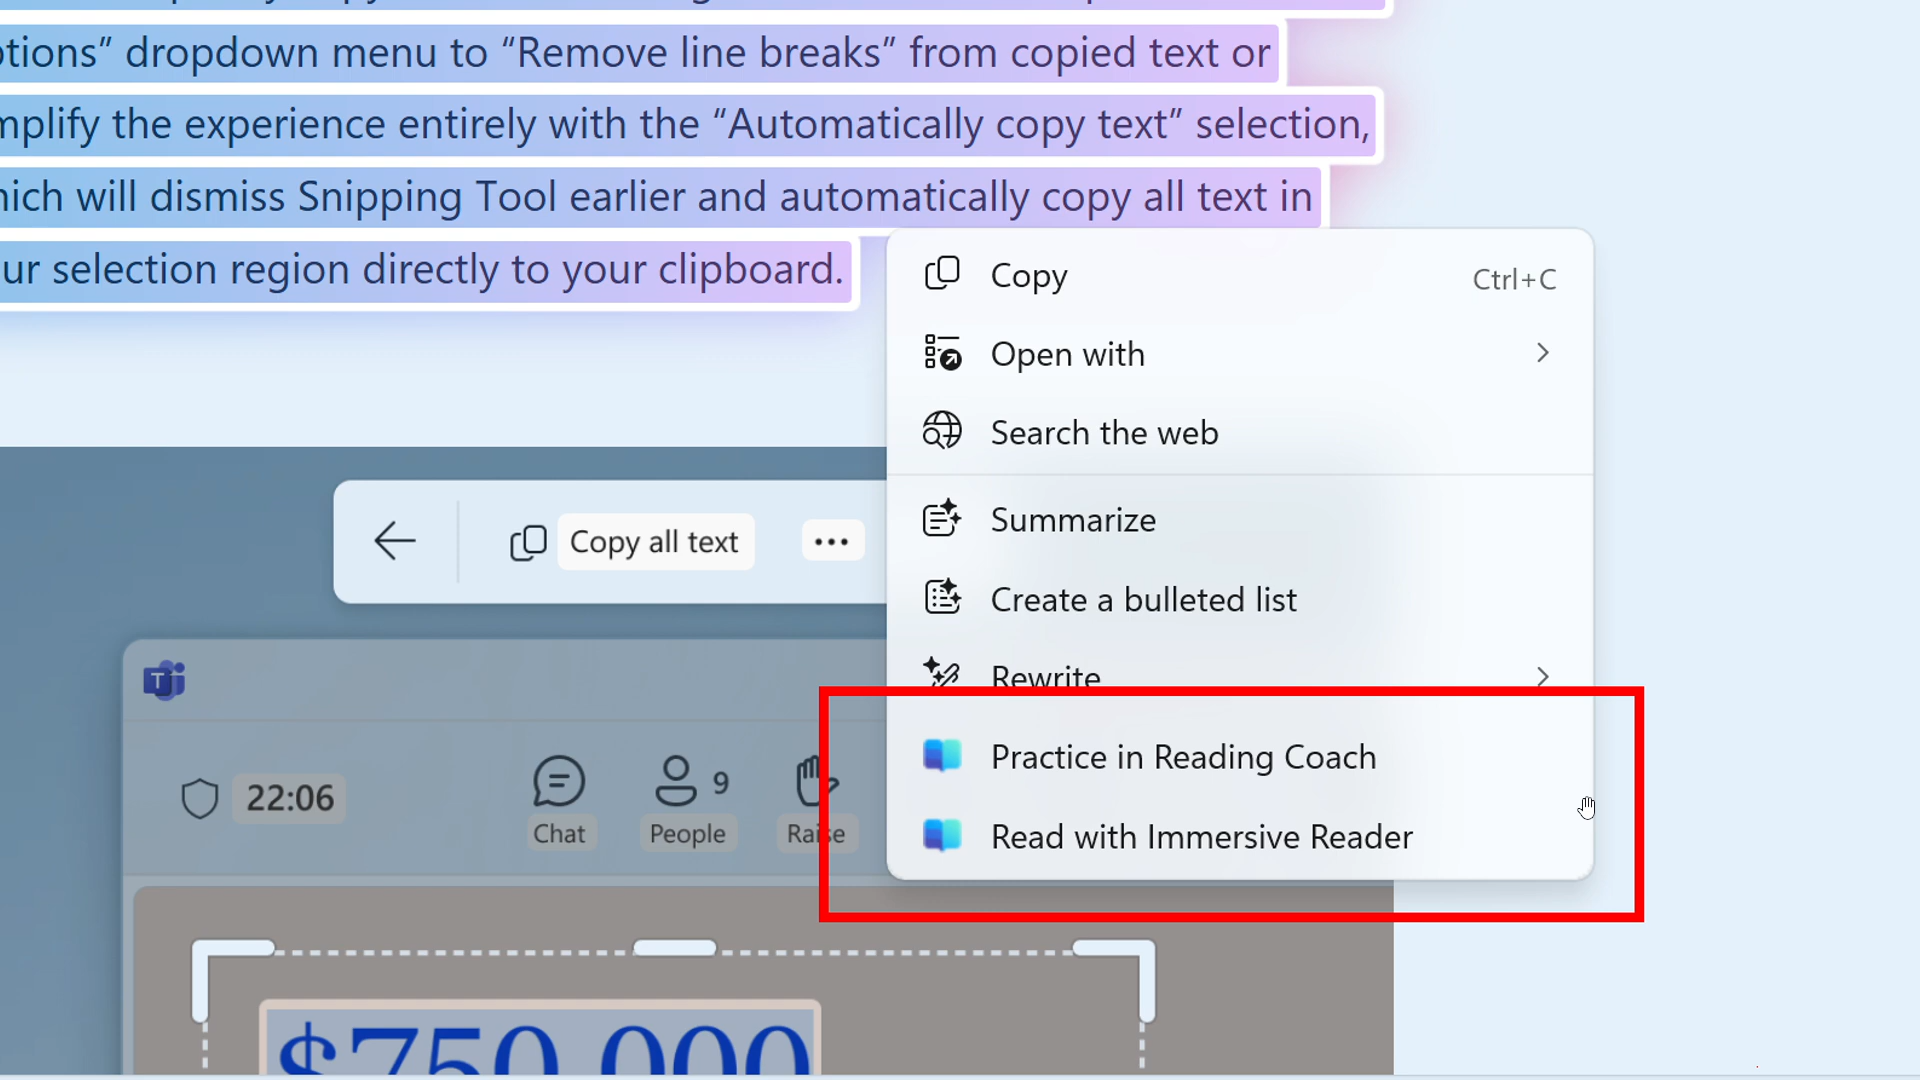 tions” dropdown menu to “Remove line breaks” from copied text or
mplify the experience entirely with the “Automatically copy text” selection,
hich will dismiss Snipping Tool earlier and automatically copy all text in
ur selection region directly to your clipboard.
Copy Ctrl+C
Open with
Search the web
Summarize
Create a bulleted list
Rewrite
Practice in Reading Coach
Read with Immersive Reader
Copy all text
T
22:06
9
Chat People Raise
$750,000